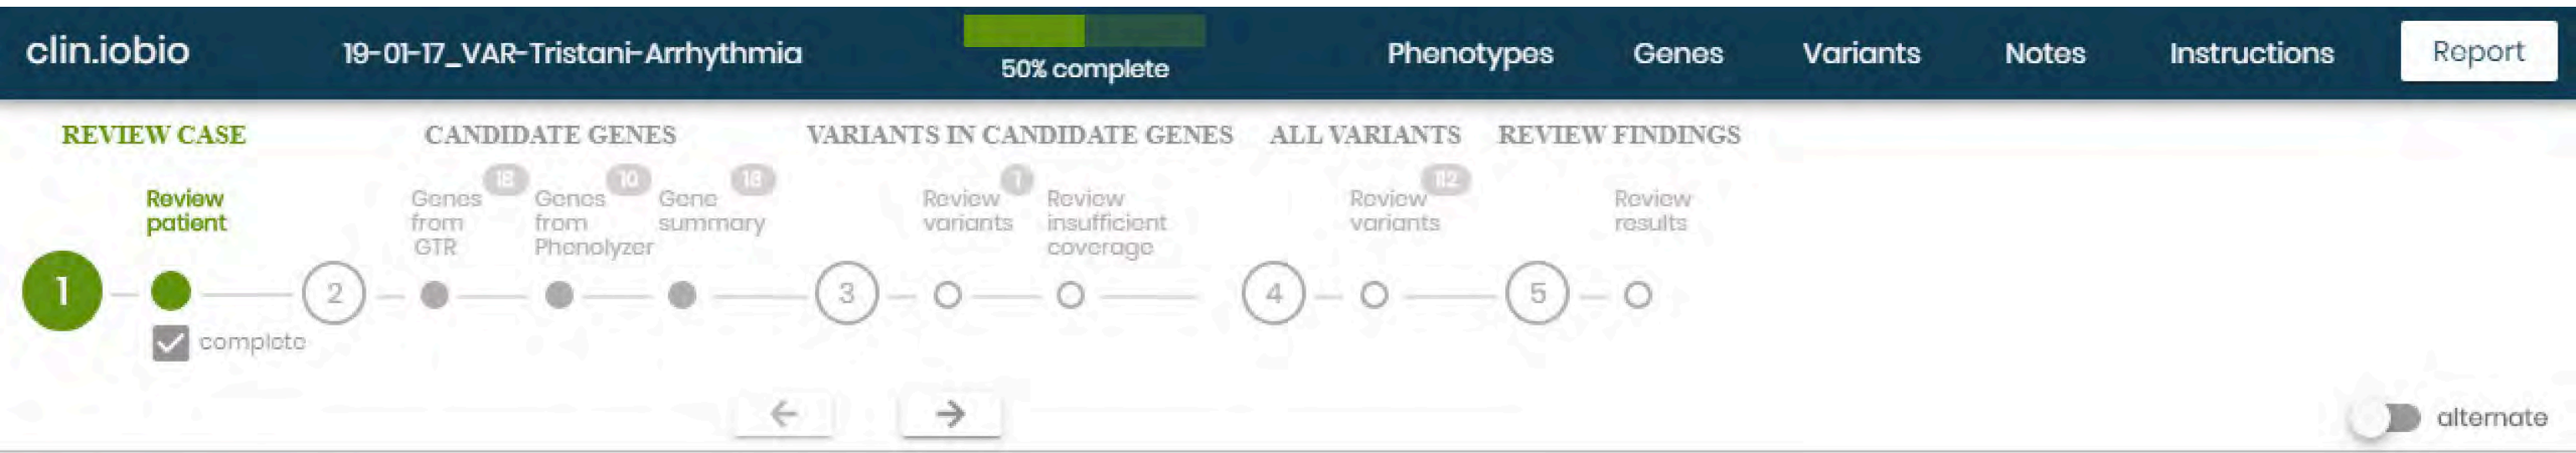 clin.iobio 19-01-17_VAR-Tristani-Arrhythmia 50% complete Phenotypes Genes Variants Notes Instructions Report
REVIEW CASE CANDIDATE GENES VARIANTS IN CANDIDATE GENES ALL VARIANTS REVIEW FINDINGS
Review patient
Genes from GTR 18
Genes from Phenolyzer 10
Gene summary 18
Review variants 1
Review insufficient coverage
Review variants 112
Review results
1 2 3 4 5
complete
← →
alternate